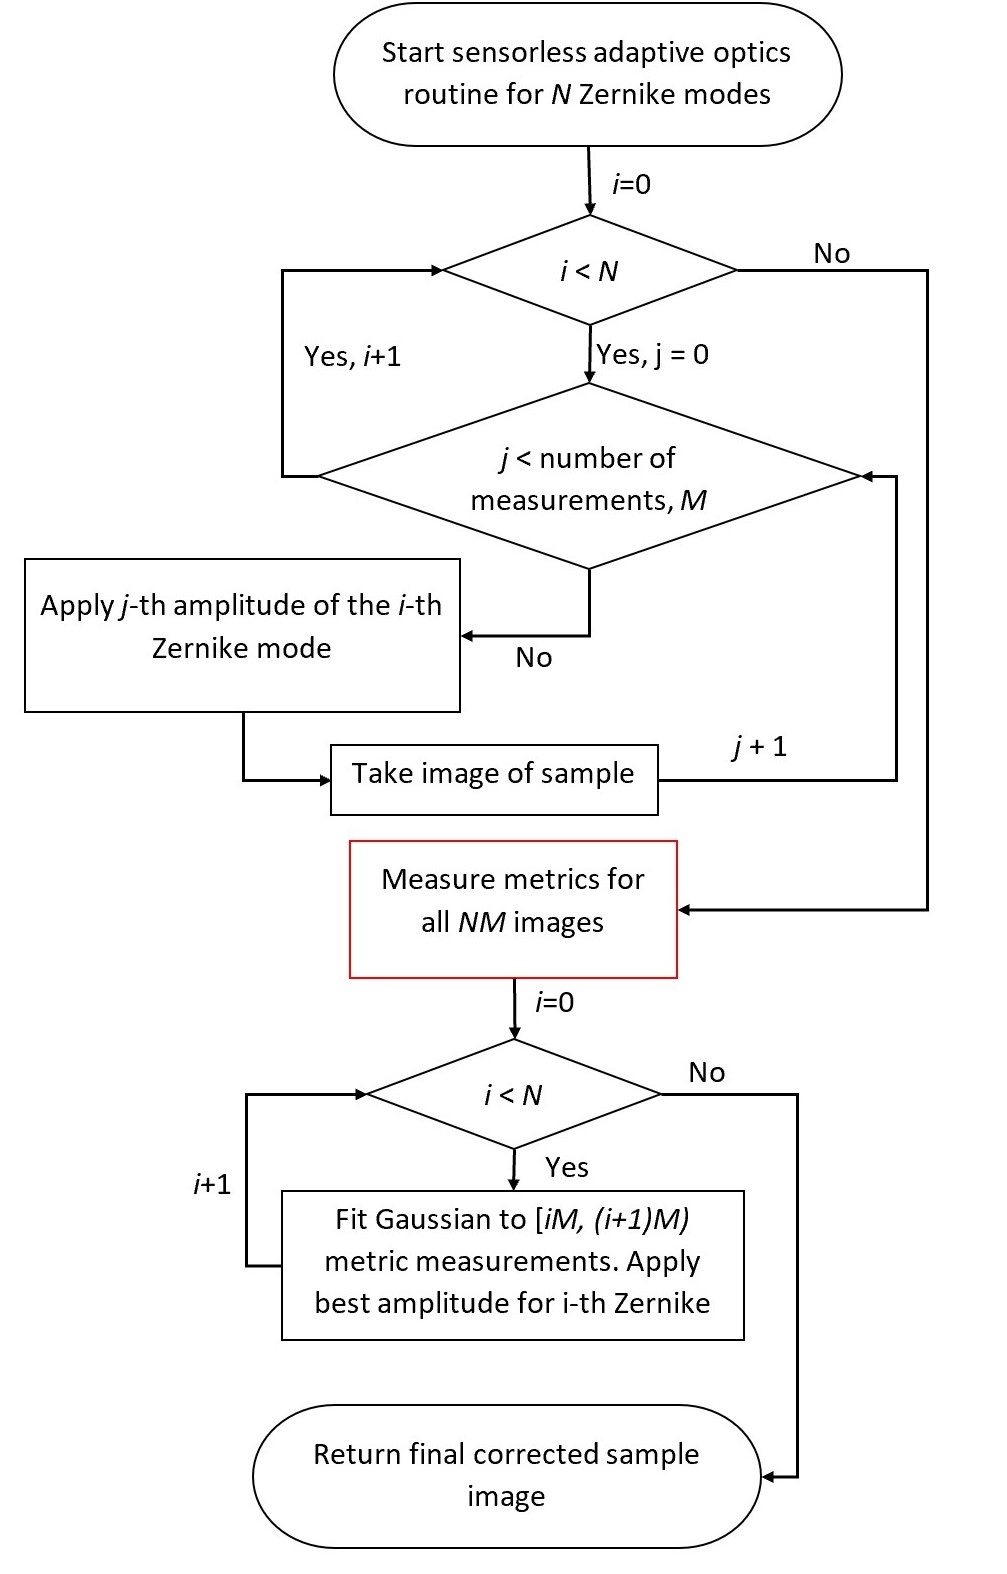 Start sensorless adaptive optics
routine for N Zernike modes
i=0
i < N
No
Yes, i+1
Yes, j = 0
j < number of
measurements, M
Apply j-th amplitude of the i-th
Zernike mode
No
j + 1
Take image of sample
Measure metrics for
all NM images
i=0
i < N
No
Yes
i+1
Fit Gaussian to [iM, (i+1)M)
metric measurements. Apply
best amplitude for i-th Zernike
Return final corrected sample
image